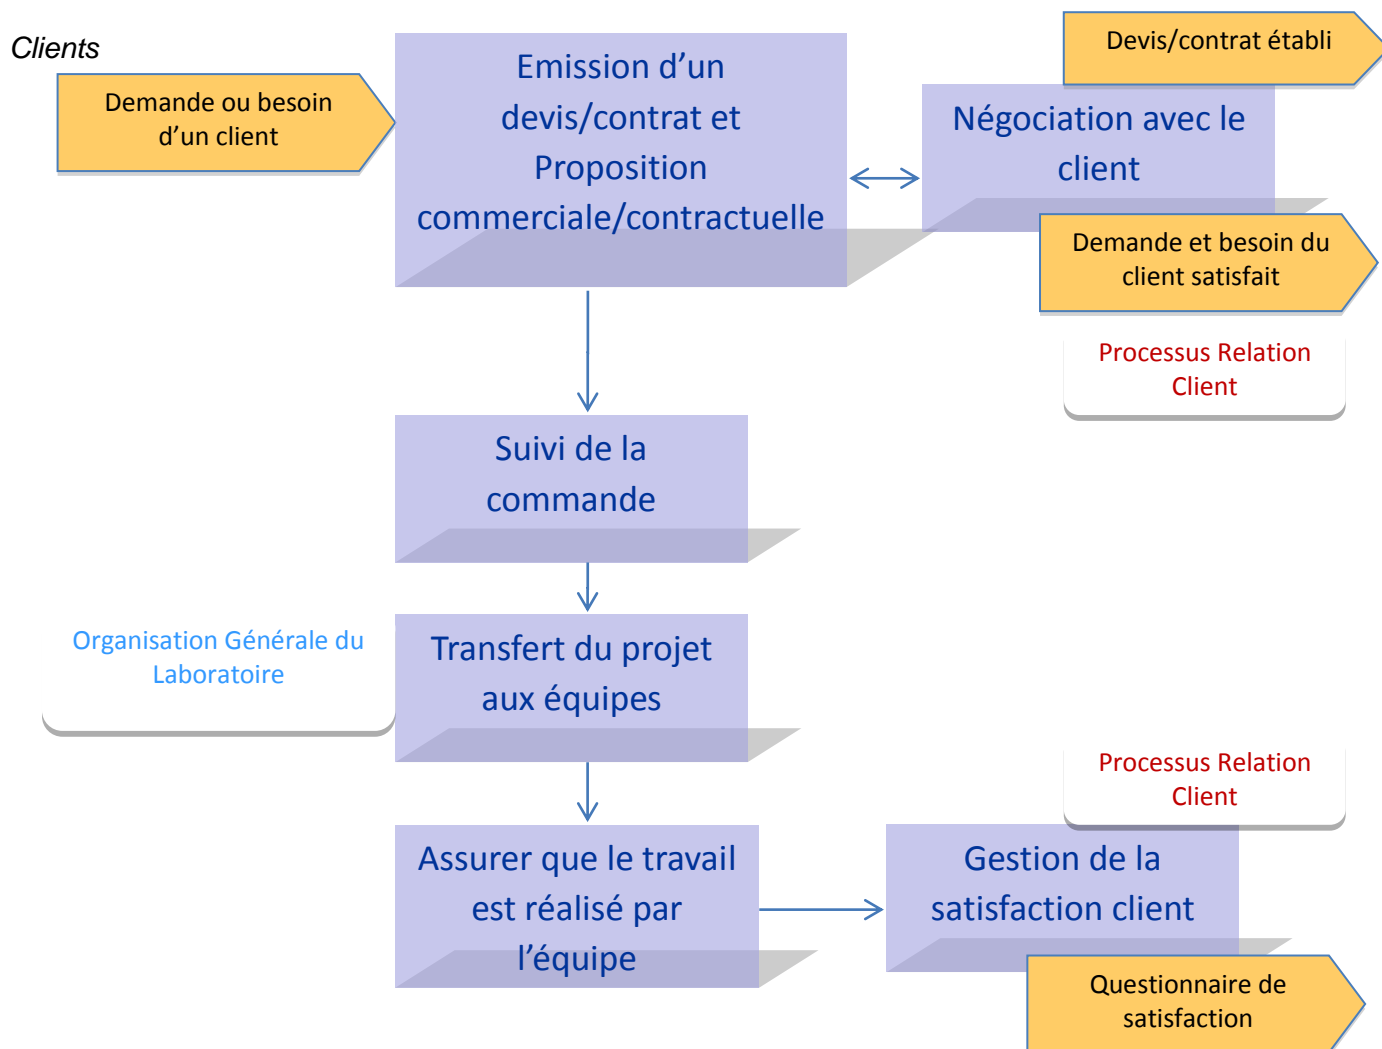 Clients
Demande ou besoin
d’un client
Emission d’un
devis/contrat et
Proposition
commerciale/contractuelle
Devis/contrat établi
Négociation avec le
client
Demande et besoin du
client satisfait
Processus Relation
Client
Suivi de la
commande
Organisation Générale du
Laboratoire
Transfert du projet
aux équipes
Processus Relation
Client
Assurer que le travail
est réalisé par
l’équipe
Gestion de la
satisfaction client
Questionnaire de
satisfaction